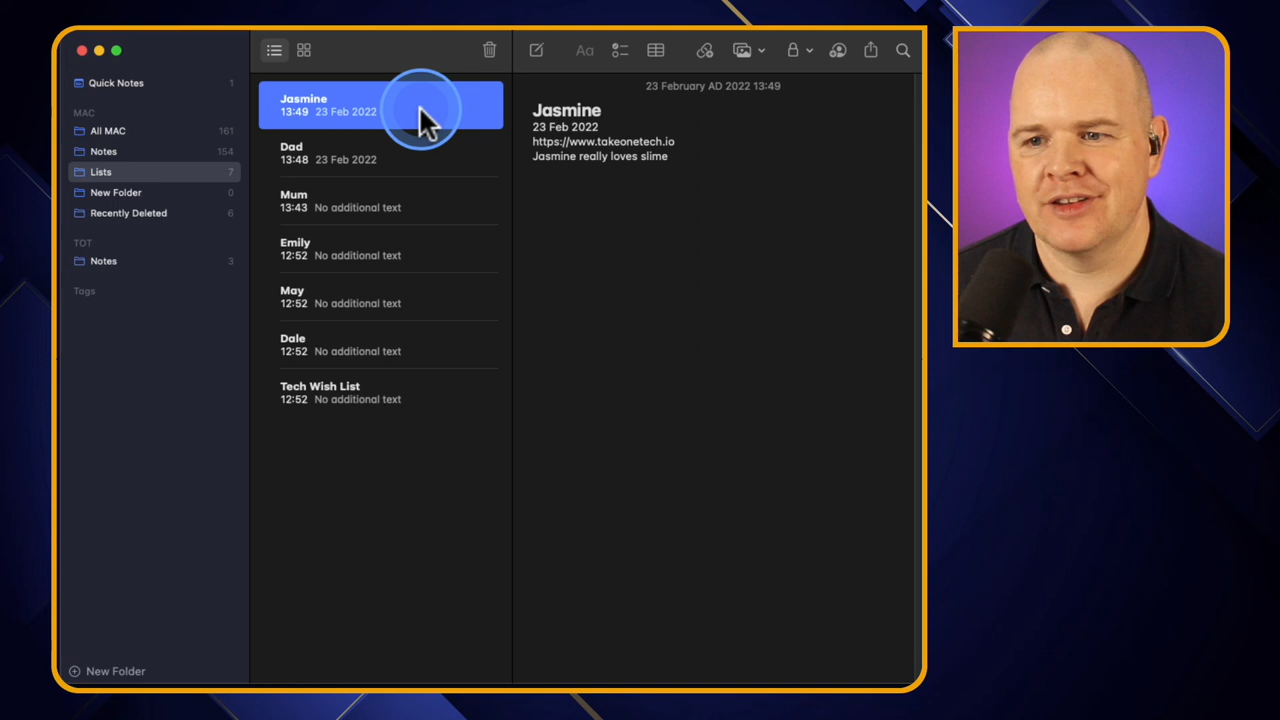 Quick Notes 1
MAC
All MAC 161
Notes 154
Lists 7
New Folder 0
Recently Deleted 6
TOT
Notes 3
Tags
New Folder
Jasmine
13:49 23 Feb 2022
Dad
13:48 23 Feb 2022
Mum
13:43 No additional text
Emily
12:52 No additional text
May
12:52 No additional text
Dale
12:52 No additional text
Tech Wish List
12:52 No additional text
Aa
23 February AD 2022 13:49
Jasmine
23 Feb 2022
https://www.takeonetech.io
Jasmine really loves slime